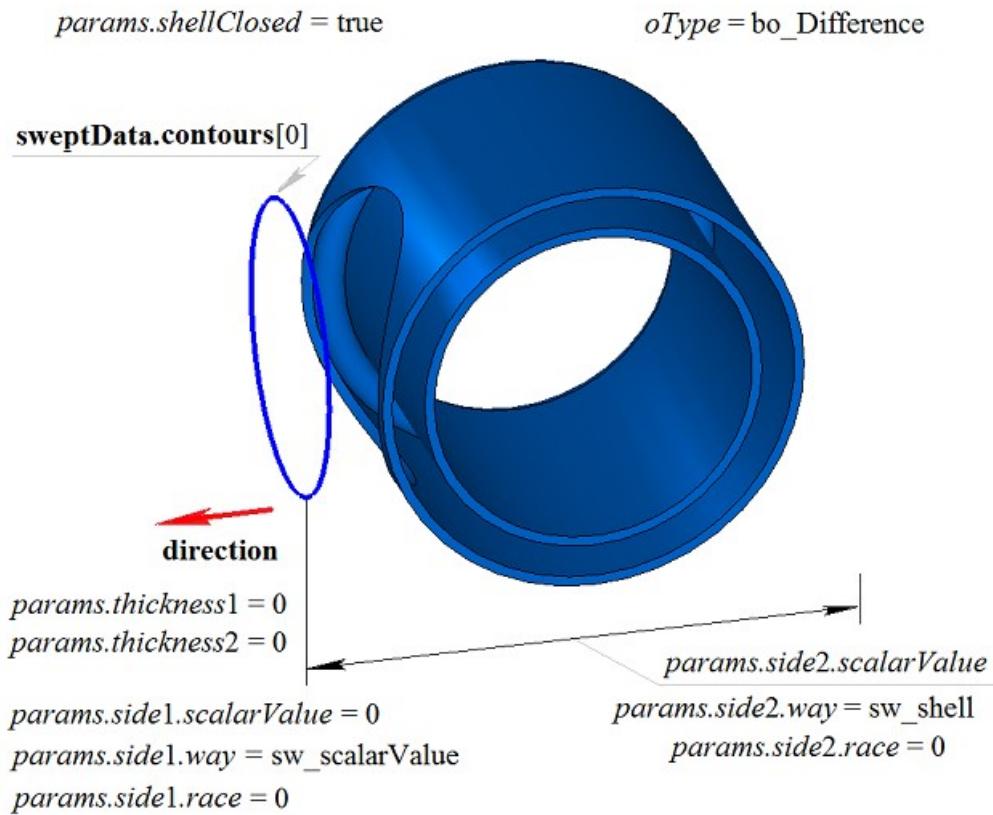 params.shellClosed = true
oType = bo_Difference
sweptData.contours[0]
direction
params.thickness1 = 0
params.thickness2 = 0
params.side2.scalarValue
params.side1.scalarValue = 0
params.side2.way = sw_shell
params.side1.way = sw_scalarValue
params.side2.race = 0
params.side1.race = 0